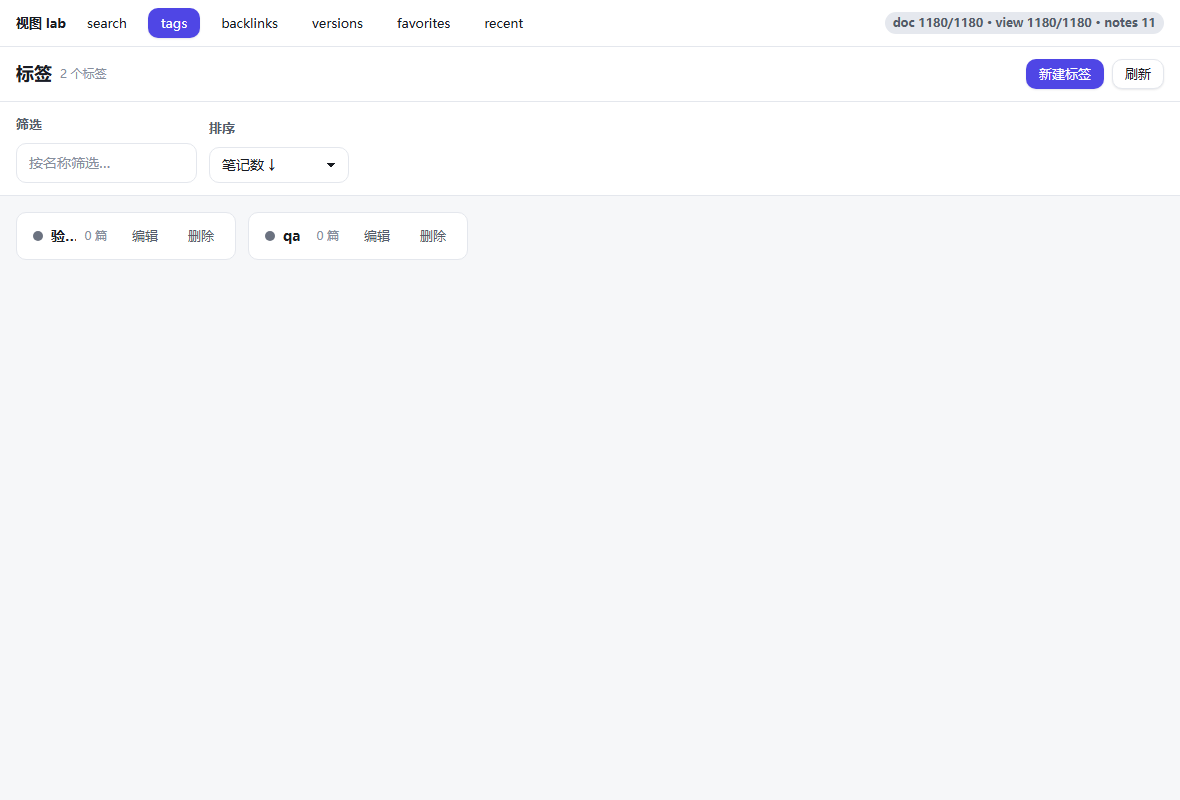 视图 lab search tags backlinks versions favorites recent doc 1180/1180 • view 1180/1180 • notes 11
标签 2 个标签 新建标签 刷新
筛选 排序
按名称筛选... 笔记数 ↓
验... 0 篇 编辑 删除 qa 0 篇 编辑 删除